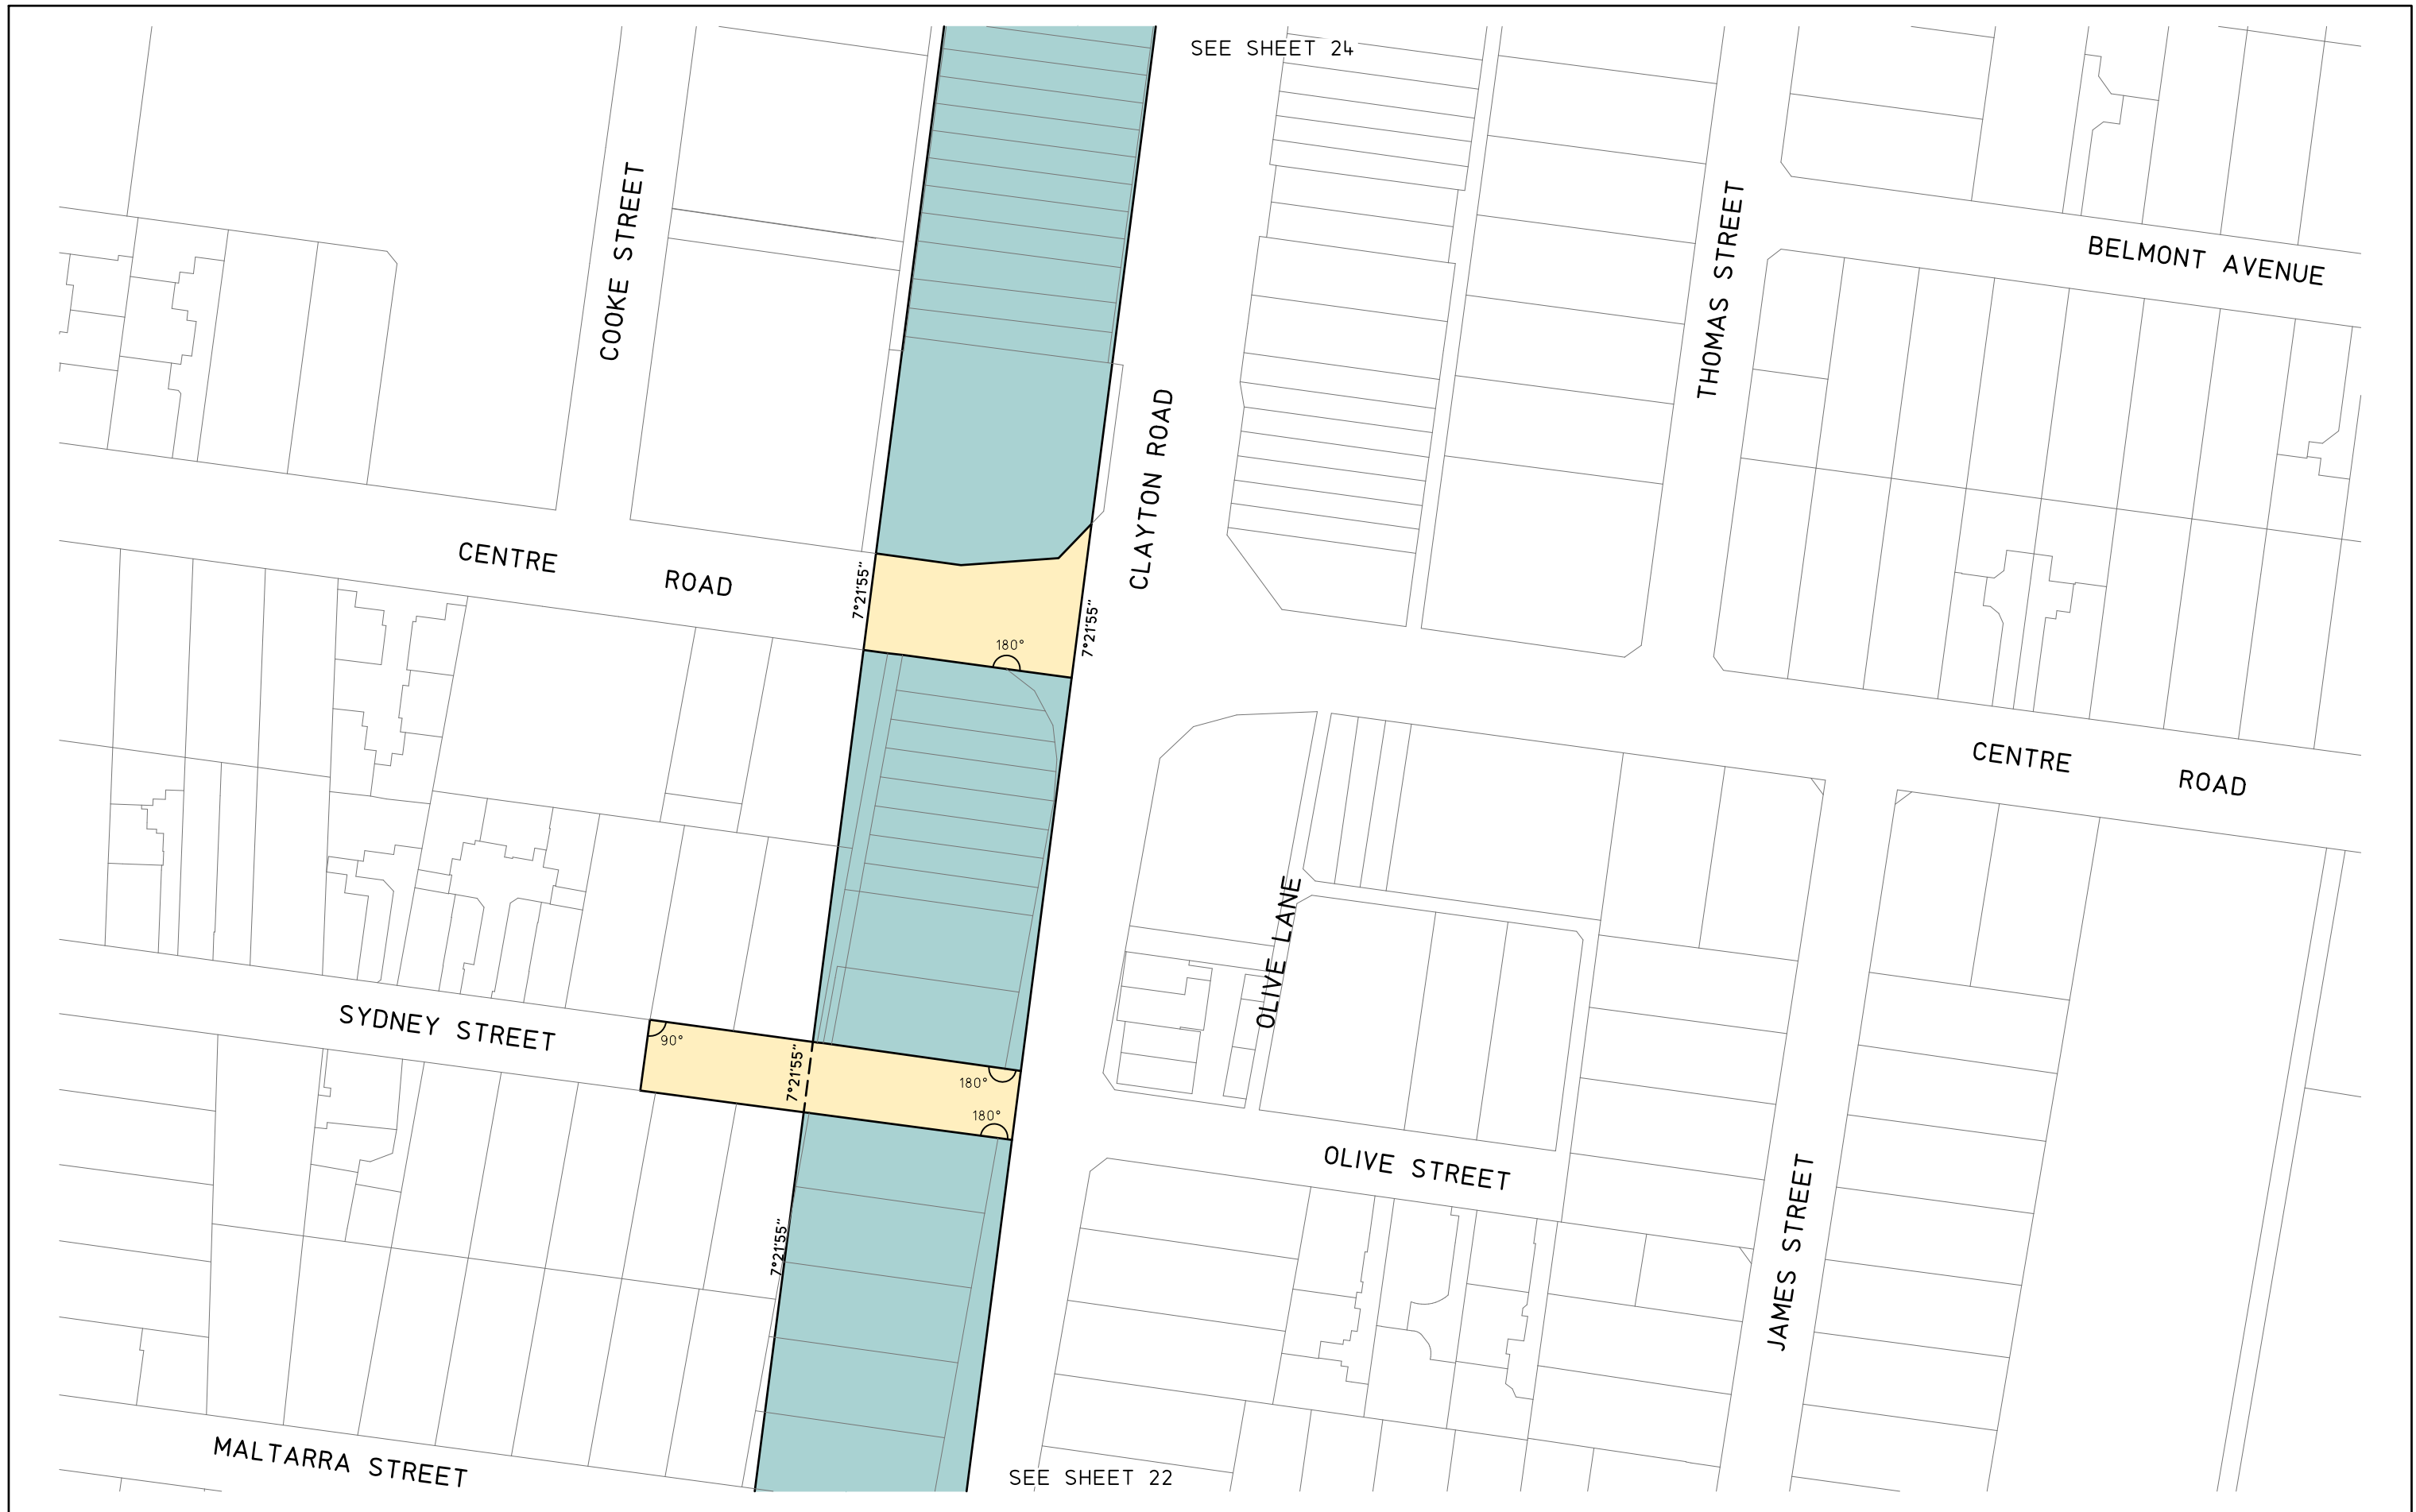 SEE SHEET 24
COOKE STREET
THOMAS STREET
BELMONT AVENUE
CLAYTON ROAD
CENTRE ROAD
7°21'55"
7°21'55"
180°
CENTRE ROAD
OLIVE LANE
SYDNEY STREET
90°
7°21'55"
180°
180°
OLIVE STREET
7°21'55"
JAMES STREET
MALTARRA STREET
SEE SHEET 22